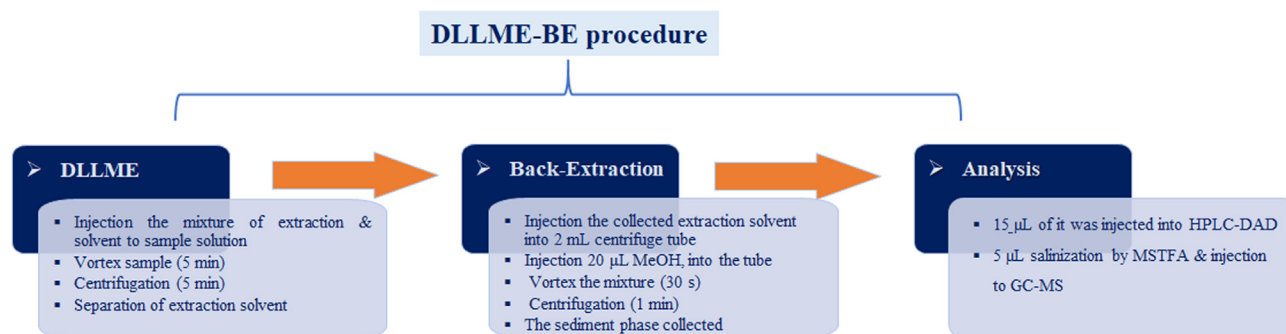 DLLME-BE procedure
➢ DLLME
▪ Injection the mixture of extraction &
solvent to sample solution
▪ Vortex sample (5 min)
▪ Centrifugation (5 min)
▪ Separation of extraction solvent
➢ Back-Extraction
▪ Injection the collected extraction solvent
into 2 mL centrifuge tube
▪ Injection 20 µL MeOH, into the tube
▪ Vortex the mixture (30 s)
▪ Centrifugation (1 min)
▪ The sediment phase collected
➢ Analysis
▪ 15 µL of it was injected into HPLC-DAD
▪ 5 µL salinization by MSTFA & injection
to GC-MS